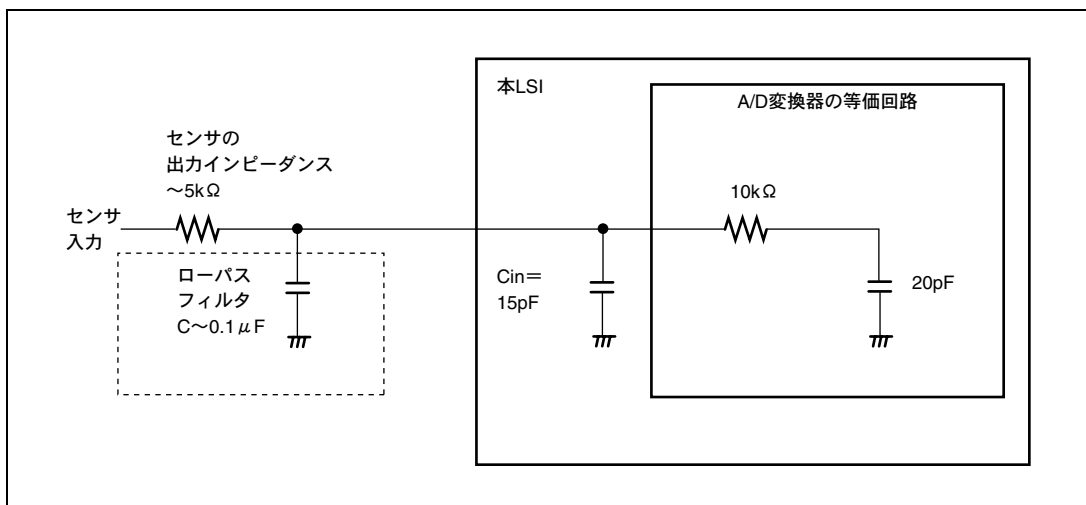 本LSI
A/D変換器の等価回路
センサの
出力インピーダンス
～5kΩ
10kΩ
センサ
入力
ローパス
フィルタ
C～0.1μF
Cin＝
15pF
20pF